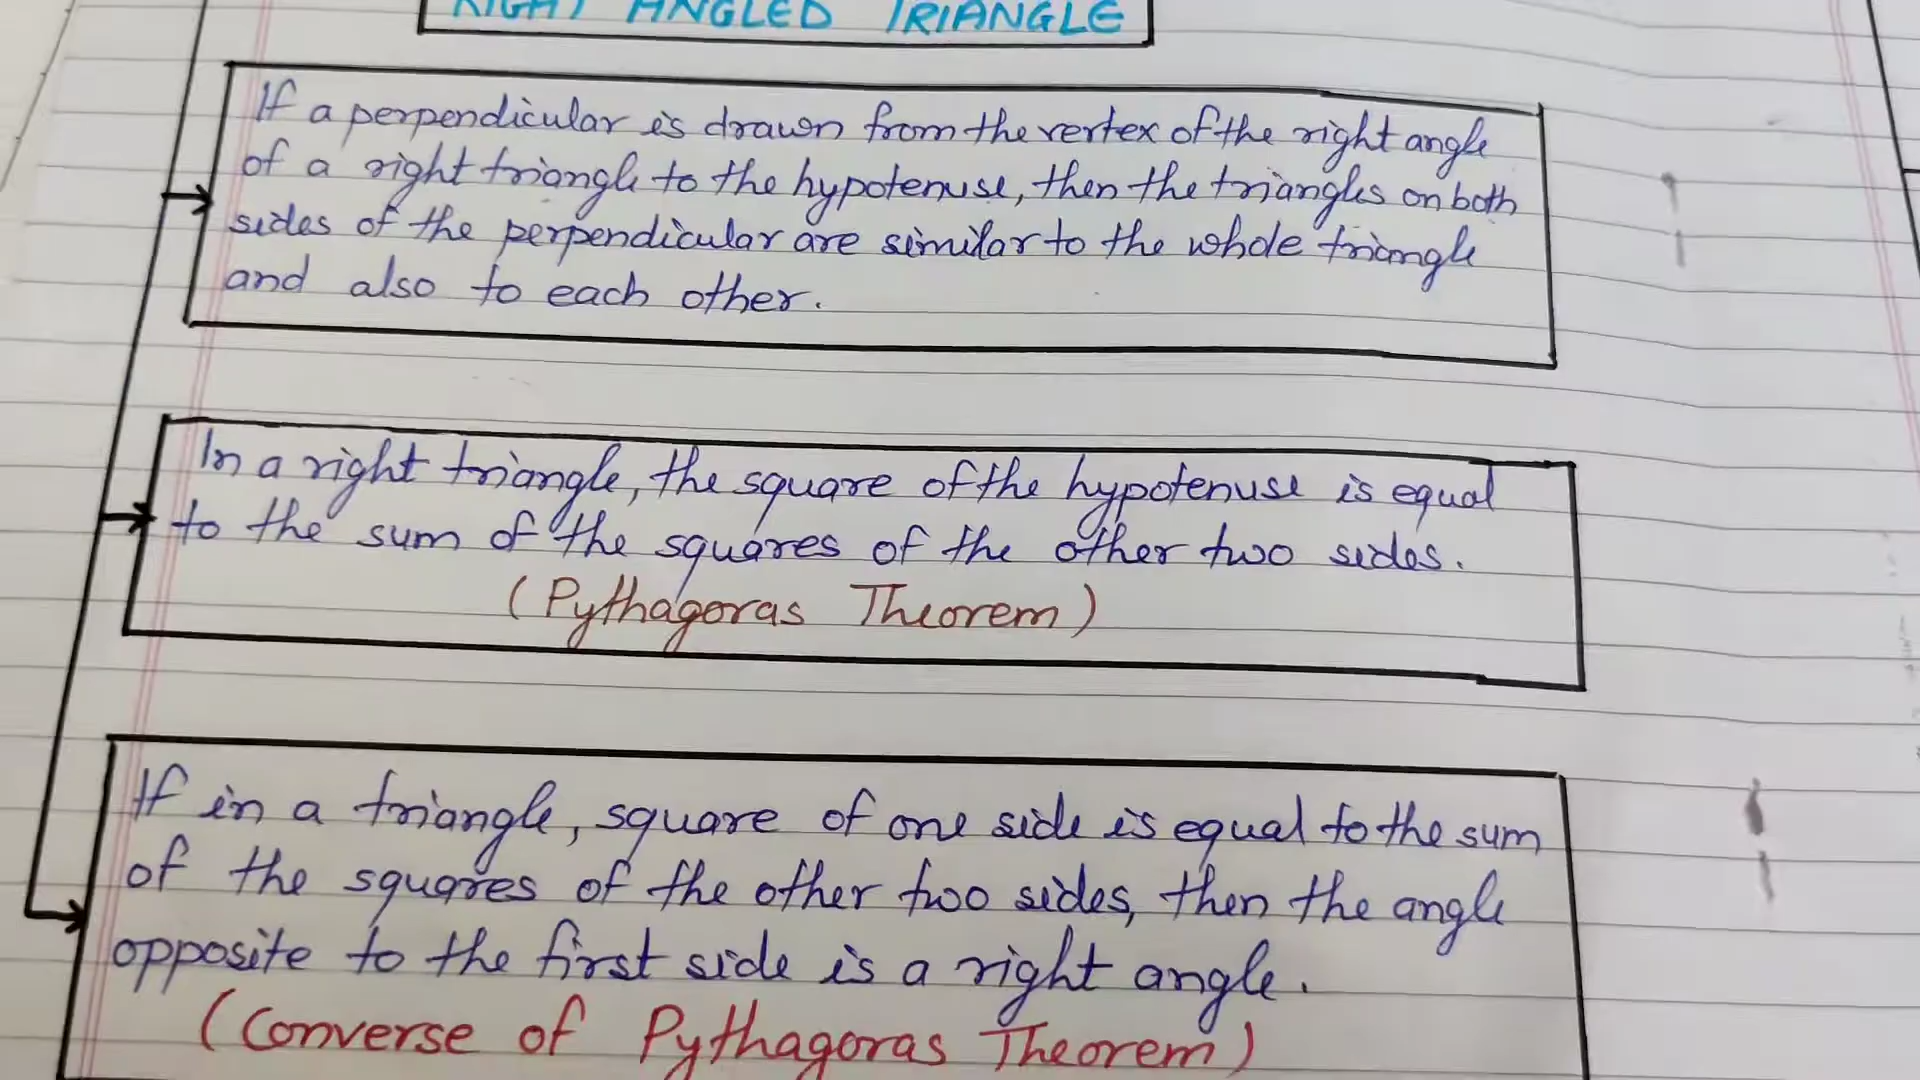 RIGHT ANGLED TRIANGLE
If a perpendicular is drawn from the vertex of the right angle
of a right triangle to the hypotenuse, then the triangles on both
sides of the perpendicular are similar to the whole triangle
and also to each other.
In a right triangle, the square of the hypotenuse is equal
to the sum of the squares of the other two sides.
(Pythagoras Theorem)
If in a triangle, square of one side is equal to the sum
of the squares of the other two sides, then the angle
opposite to the first side is a right angle.
(Converse of Pythagoras Theorem)